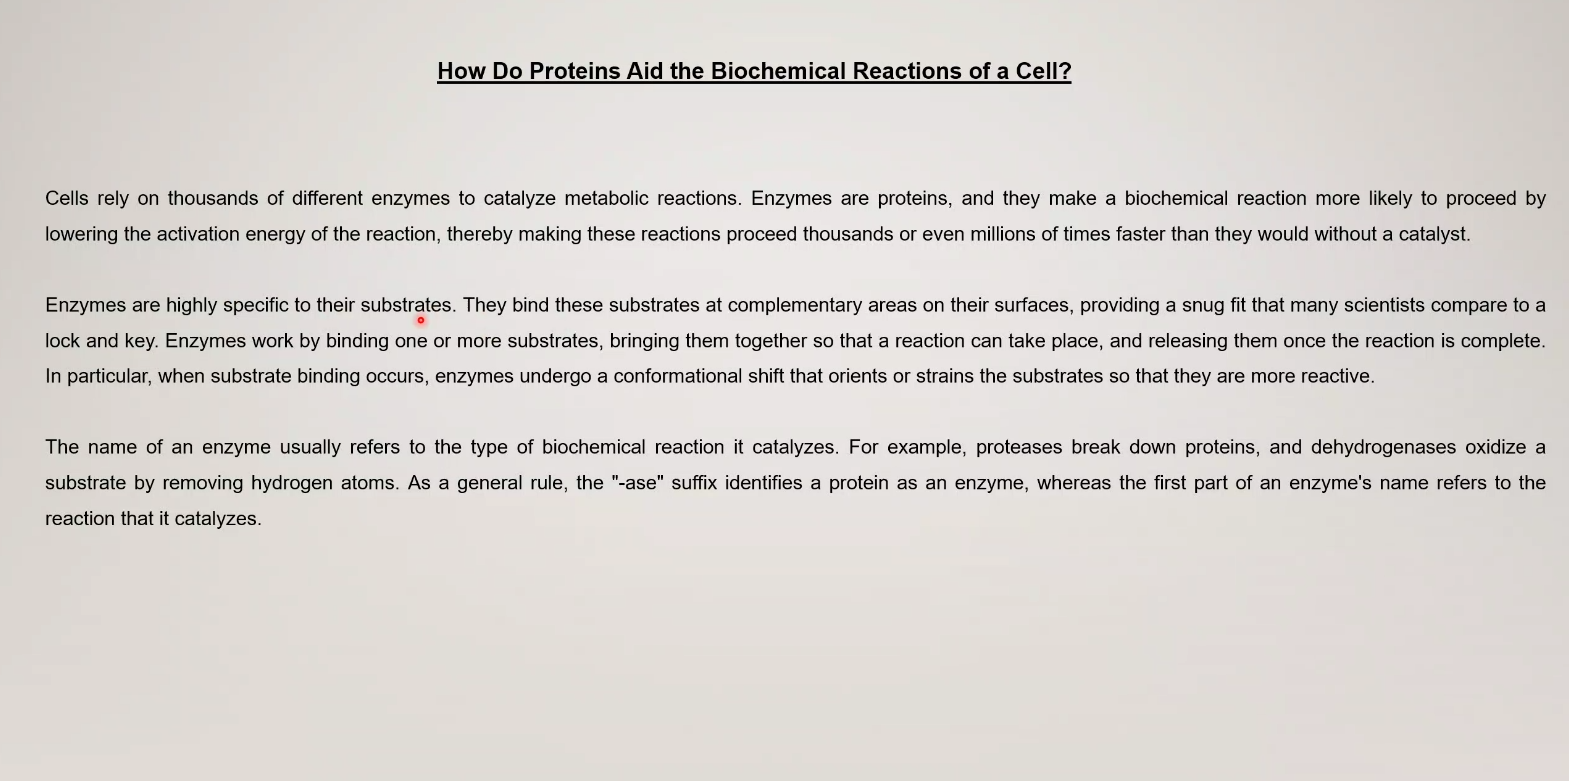 How Do Proteins Aid the Biochemical Reactions of a Cell?
Cells rely on thousands of different enzymes to catalyze metabolic reactions. Enzymes are proteins, and they make a biochemical reaction more likely to proceed by
lowering the activation energy of the reaction, thereby making these reactions proceed thousands or even millions of times faster than they would without a catalyst.
Enzymes are highly specific to their substrates. They bind these substrates at complementary areas on their surfaces, providing a snug fit that many scientists compare to a
lock and key. Enzymes work by binding one or more substrates, bringing them together so that a reaction can take place, and releasing them once the reaction is complete.
In particular, when substrate binding occurs, enzymes undergo a conformational shift that orients or strains the substrates so that they are more reactive.
The name of an enzyme usually refers to the type of biochemical reaction it catalyzes. For example, proteases break down proteins, and dehydrogenases oxidize a
substrate by removing hydrogen atoms. As a general rule, the "-ase" suffix identifies a protein as an enzyme, whereas the first part of an enzyme's name refers to the
reaction that it catalyzes.